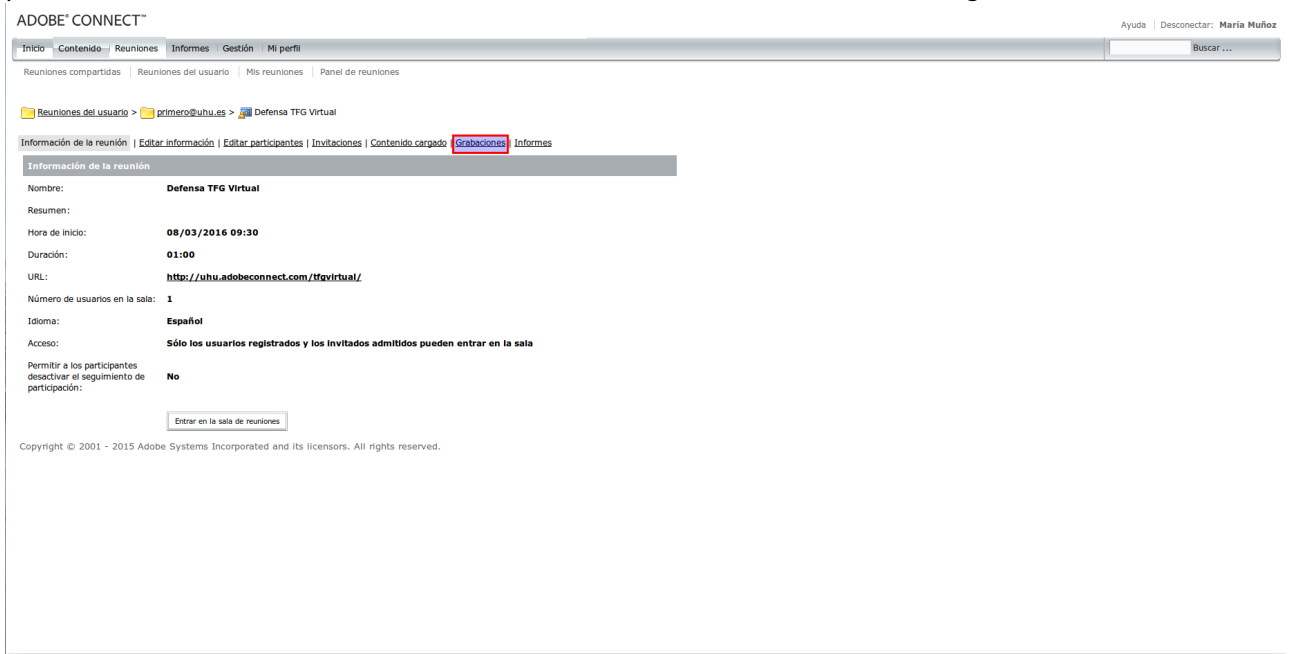 ADOBE® CONNECT™
Ayuda | Desconectar: María Muñoz
Inicio Contenido Reuniones Informes Gestión Mi perfil
Buscar ...
Reuniones compartidas | Reuniones del usuario | Mis reuniones | Panel de reuniones
Reuniones del usuario > primero@uhu.es > Defensa TFG Virtual
Información de la reunión | Editar información | Editar participantes | Invitaciones | Contenido cargado | Grabaciones | Informes
Información de la reunión
Nombre: Defensa TFG Virtual
Resumen:
Hora de inicio: 08/03/2016 09:30
Duración: 01:00
URL: http://uhu.adobeconnect.com/tfgvirtual/
Número de usuarios en la sala: 1
Idioma: Español
Acceso: Sólo los usuarios registrados y los invitados admitidos pueden entrar en la sala
Permitir a los participantes
desactivar el seguimiento de No
participación:
Entrar en la sala de reuniones
Copyright © 2001 - 2015 Adobe Systems Incorporated and its licensors. All rights reserved.